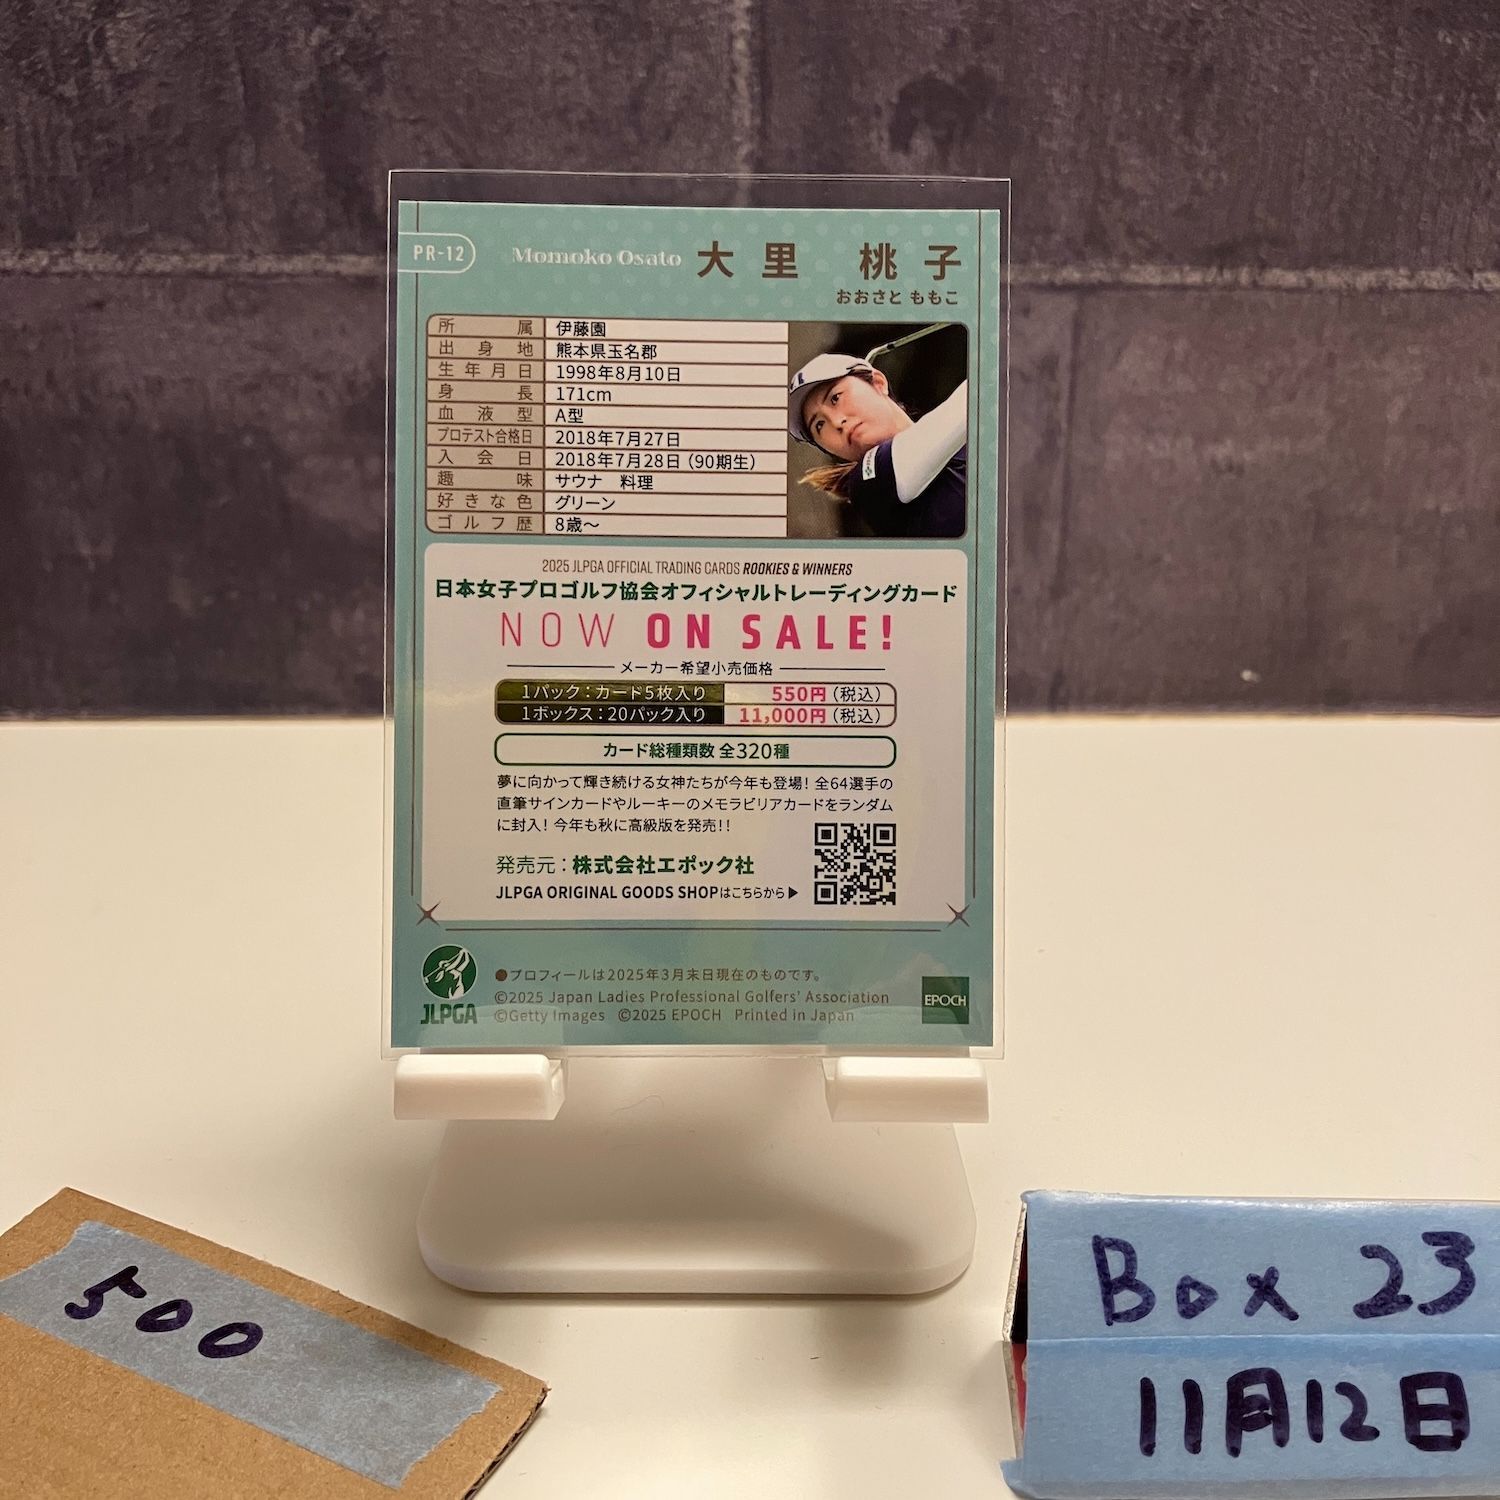 PR-12
Momoko Osato 大里 桃子
おおさと ももこ
所属 伊藤園
出身地 熊本県玉名郡
生年月日 1998年8月10日
身長 171cm
血液型 A型
プロテスト合格日 2018年7月27日
入会日 2018年7月28日（90期生）
趣味 サウナ 料理
好きな色 グリーン
ゴルフ歴 8歳〜
2025 JLPGA OFFICIAL TRADING CARDS ROOKIES & WINNERS
日本女子プロゴルフ協会オフィシャルトレーディングカード
NOW ON SALE!
メーカー希望小売価格
1パック：カード5枚入り 550円（税込）
1ボックス：20パック入り 11,000円（税込）
カード総種類数 全320種
夢に向かって輝き続ける女神たちが今年も登場！全64選手の
直筆サインカードやルーキーのメモラビリアカードをランダム
に封入！今年も秋に高級版を発売！！
発売元：株式会社エポック社
JLPGA ORIGINAL GOODS SHOPはこちらから▶
●プロフィールは2025年3月末日現在のものです。
©2025 Japan Ladies Professional Golfers' Association
©Getty Images ©2025 EPOCH Printed in Japan
JLPGA
EPOCH
500
Box 23
11月12日